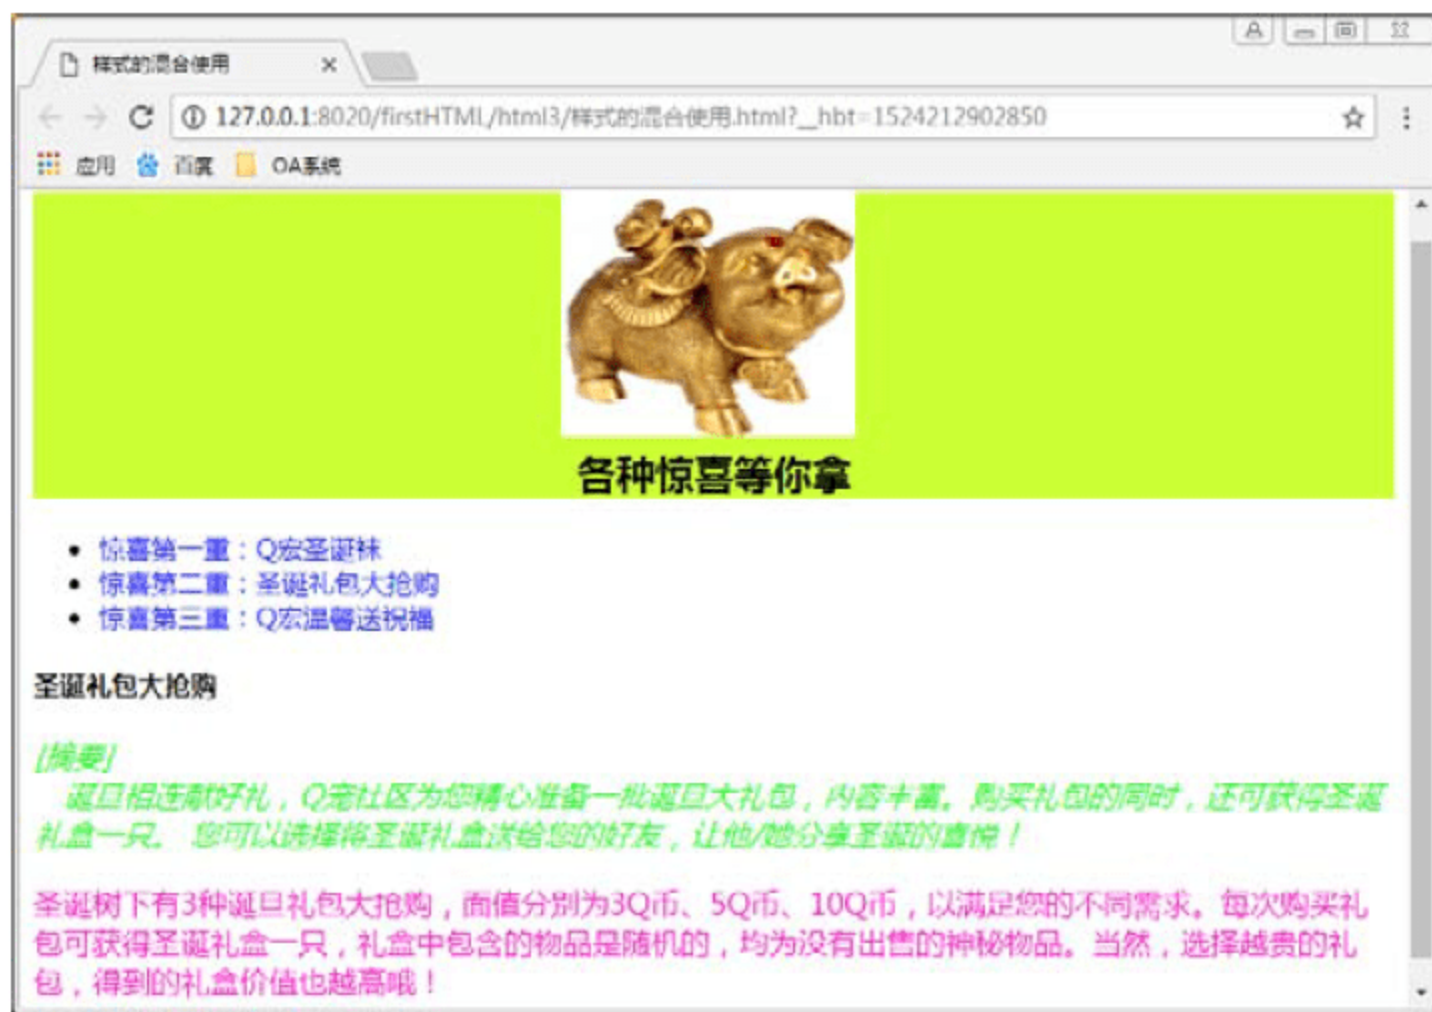 样式的混合使用
127.0.0.1:8020/firstHTML/html3/样式的混合使用.html?__hbt=1524212902850
应用 百度 OA系统
各种惊喜等你拿
惊喜第一重：Q宏圣诞袜
惊喜第二重：圣诞礼包大抢购
惊喜第三重：Q宏温馨送祝福
圣诞礼包大抢购
[摘要]
诞旦相连献好礼，Q宠社区为您精心准备一批诞旦大礼包，内容丰富。购买礼包的同时，还可获得圣诞
礼盒一只。 您可以选择将圣诞礼盒送给您的好友，让他/她分享圣诞的喜悦！
圣诞树下有3种诞旦礼包大抢购，面值分别为3Q币、5Q币、10Q币，以满足您的不同需求。每次购买礼
包可获得圣诞礼盒一只，礼盒中包含的物品是随机的，均为没有出售的神秘物品。当然，选择越贵的礼
包，得到的礼盒价值也越高哦！